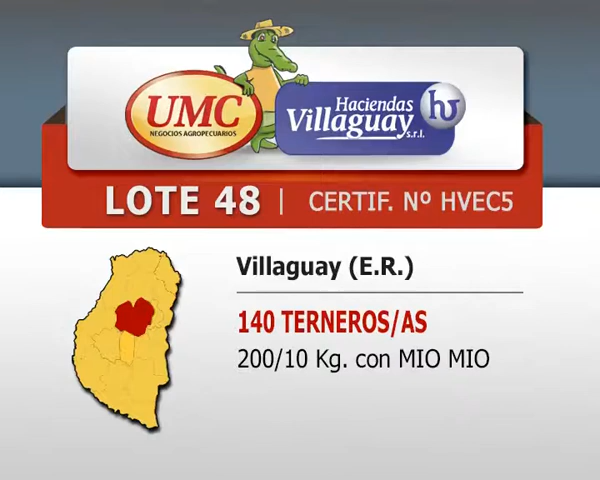 UMC
NEGOCIOS AGROPECUARIOS
Haciendas
Villaguay
s.r.l.
hv
LOTE 48 | CERTIF. Nº HVEC5
Villaguay (E.R.)
140 TERNEROS/AS
200/10 Kg. con MIO MIO